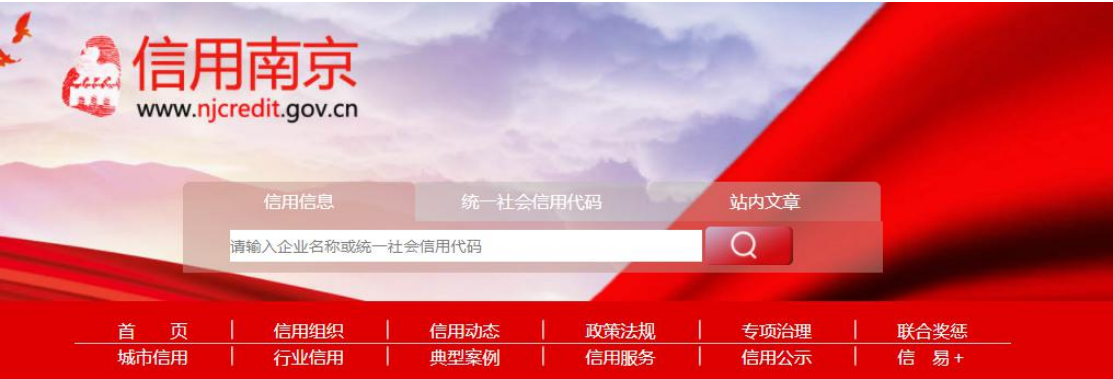 信用南京
www.njcredit.gov.cn
信用信息 统一社会信用代码 站内文章
请输入企业名称或统一社会信用代码
首 页 | 信用组织 | 信用动态 | 政策法规 | 专项治理 | 联合奖惩
城市信用 | 行业信用 | 典型案例 | 信用服务 | 信用公示 | 信 易+